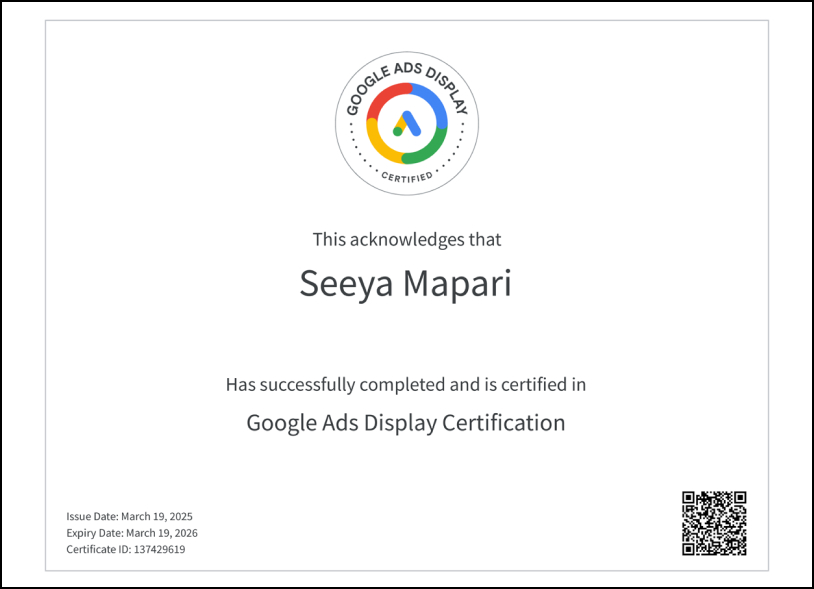 GOOGLE ADS DISPLAY
CERTIFIED
This acknowledges that
Seeya Mapari
Has successfully completed and is certified in
Google Ads Display Certification
Issue Date: March 19, 2025
Expiry Date: March 19, 2026
Certificate ID: 137429619